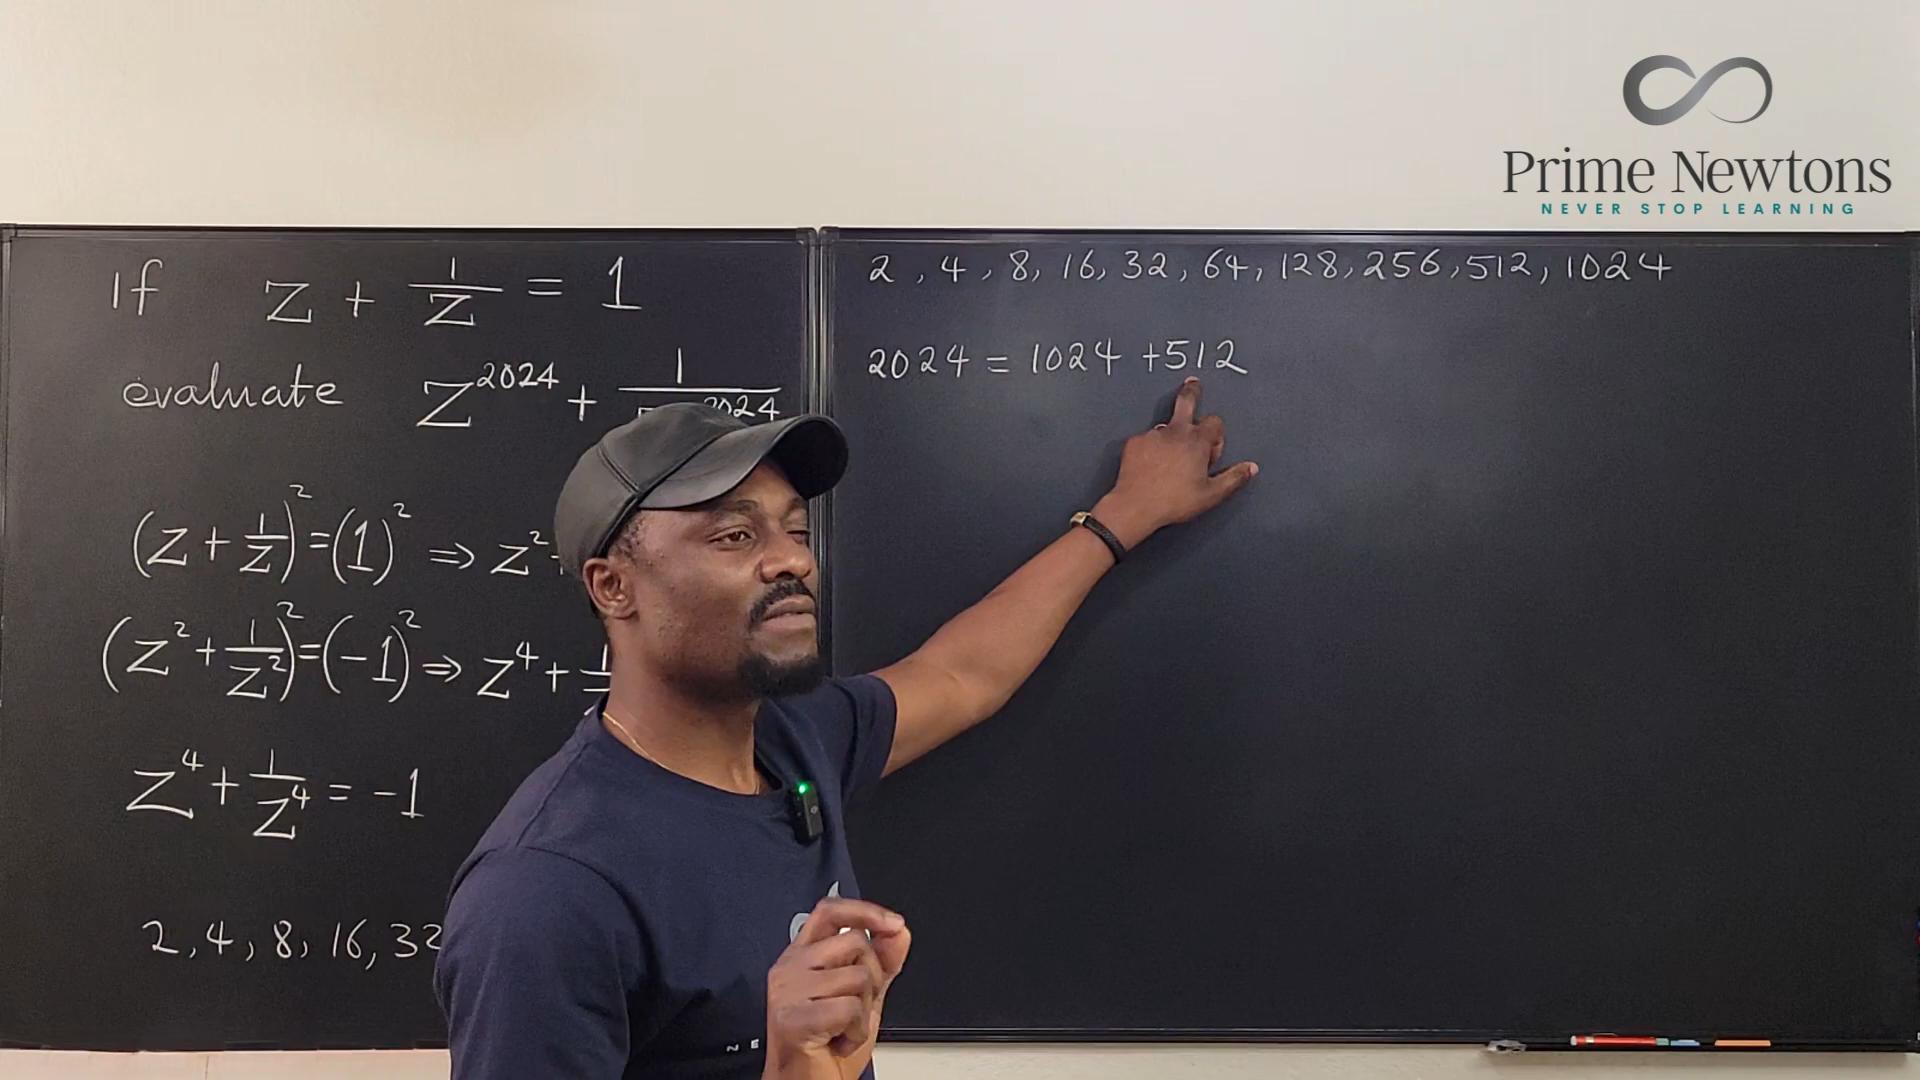 Prime Newtons
NEVER STOP LEARNING
If z + 1/z = 1
evaluate z^2024 + 1/ 2024
(z + 1/z)^2 = (1)^2 ⇒ z^2
(z^2 + 1/z^2)^2 = (-1)^2 ⇒ z^4 + 1
z^4 + 1/z^4 = -1
2, 4, 8, 16, 32
2, 4, 8, 16, 32, 64, 128, 256, 512, 1024
2024 = 1024 + 512
N E